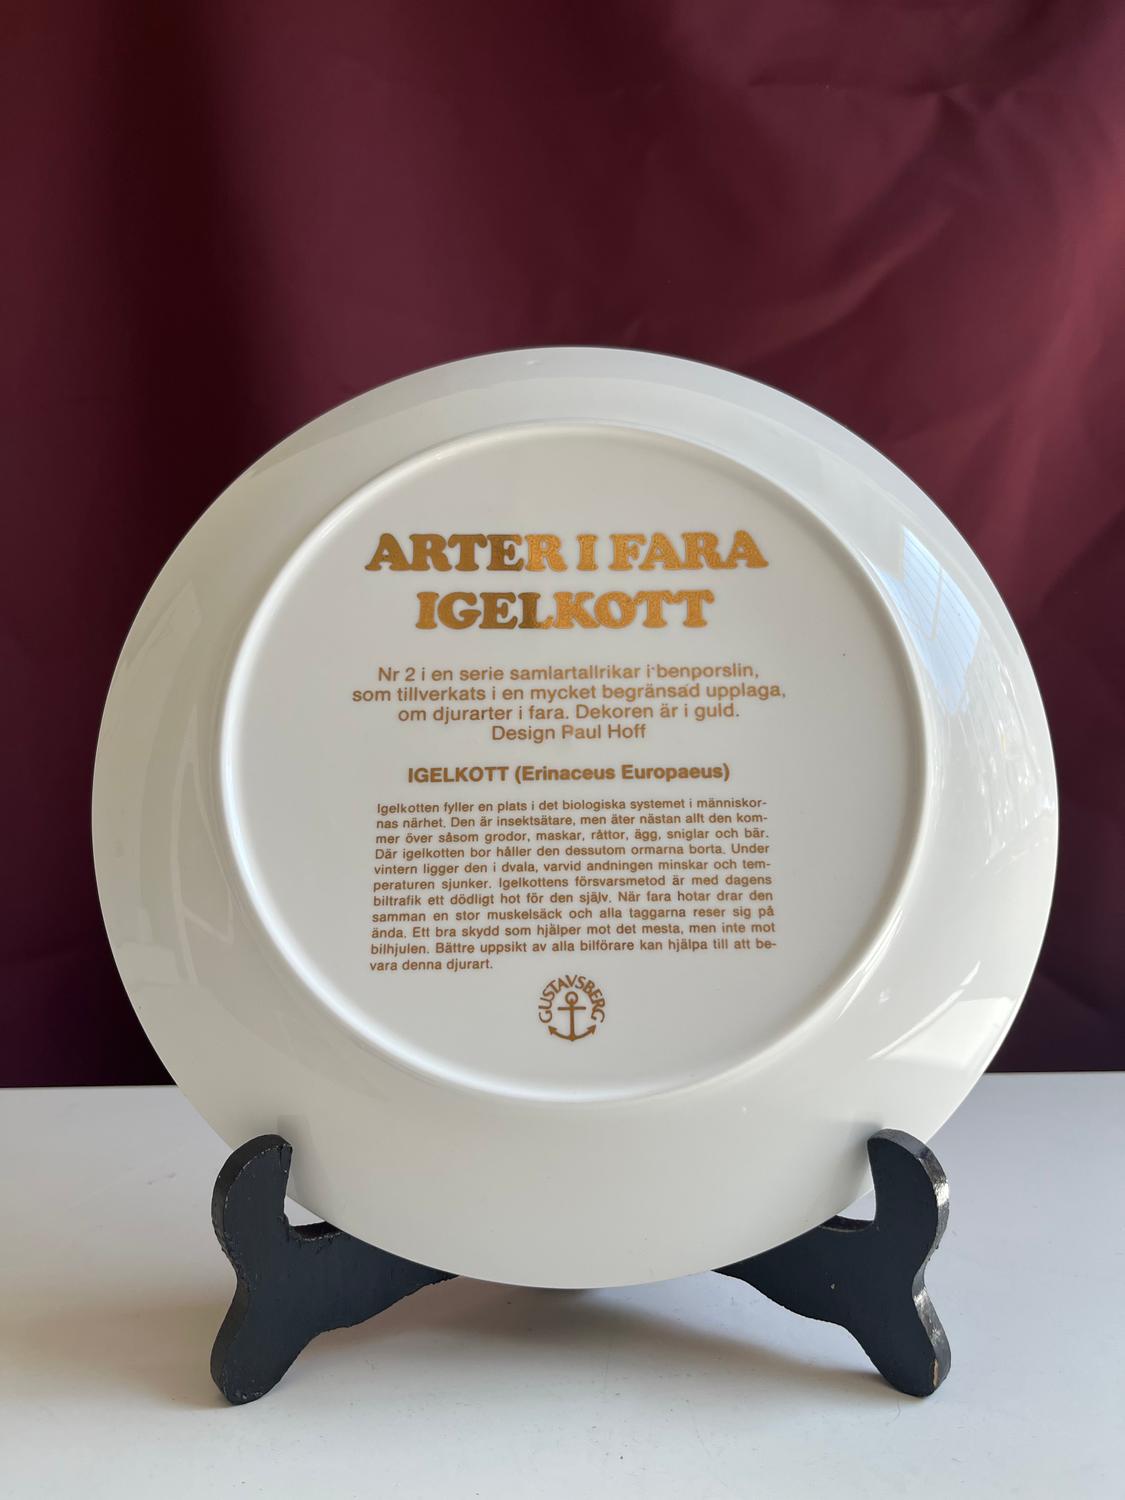 ARTER I FARA
IGELKOTT
Nr 2 i en serie samlartallrikar i benporslin,
som tillverkats i en mycket begränsad upplaga,
om djurarter i fara. Dekoren är i guld.
Design Paul Hoff
IGELKOTT (Erinaceus Europaeus)
Igelkotten fyller en plats i det biologiska systemet i människor-
nas närhet. Den är insektsätare, men äter nästan allt den kom-
mer över såsom grodor, maskar, råttor, ägg, sniglar och bär.
Där igelkotten bor håller den dessutom ormarna borta. Under
vintern ligger den i dvala, varvid andningen minskar och tem-
peraturen sjunker. Igelkottens försvarsmetod är med dagens
biltrafik ett dödligt hot för den själv. När fara hotar drar den
samman en stor muskelsäck och alla taggarna reser sig på
ända. Ett bra skydd som hjälper mot det mesta, men inte mot
bilhjulen. Bättre uppsikt av alla bilförare kan hjälpa till att be-
vara denna djurart.
GUSTAVSBERG